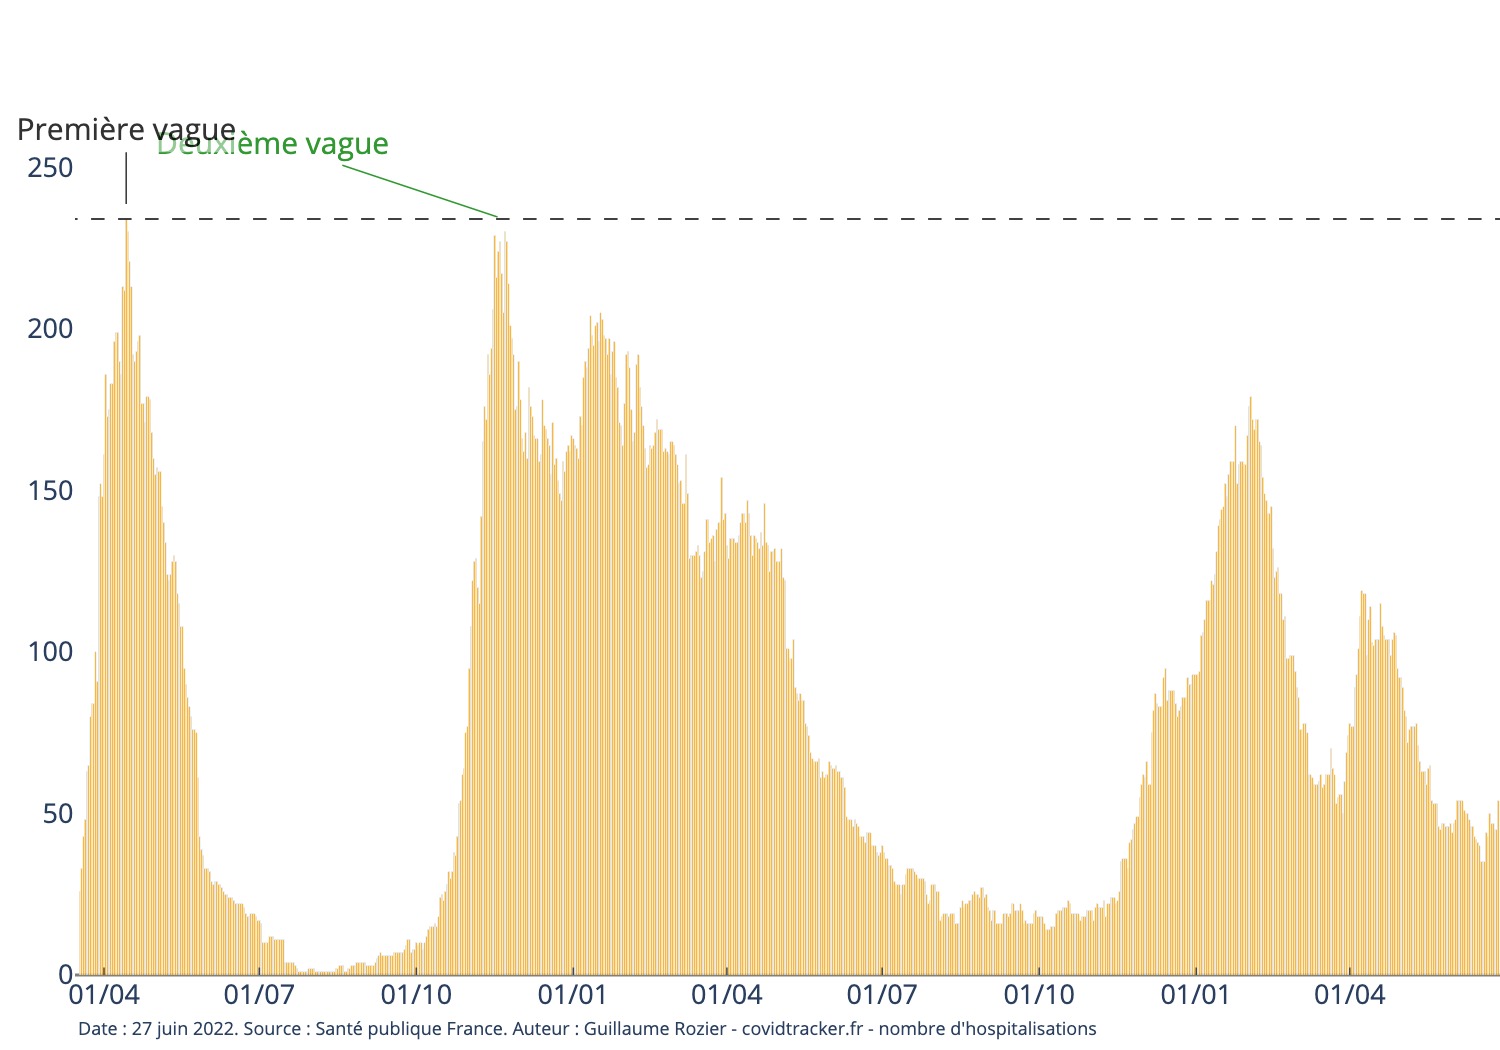 Première vague
Deuxième vague
250
200
150
100
50
0
01/04 01/07 01/10 01/01 01/04 01/07 01/10 01/01 01/04
Date : 27 juin 2022. Source : Santé publique France. Auteur : Guillaume Rozier - covidtracker.fr - nombre d'hospitalisations